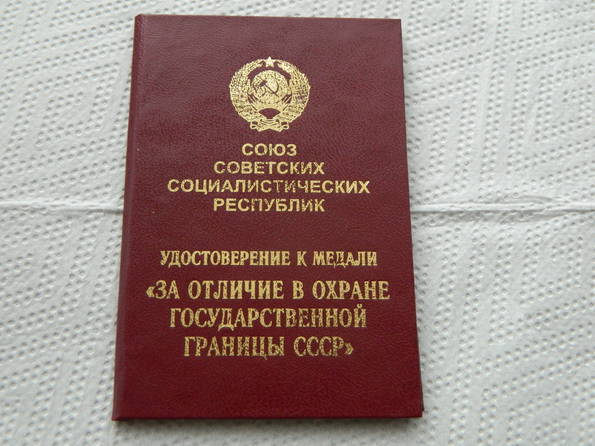 СОЮЗ
СОВЕТСКИХ
СОЦИАЛИСТИЧЕСКИХ
РЕСПУБЛИК
УДОСТОВЕРЕНИЕ К МЕДАЛИ
«ЗА ОТЛИЧИЕ В ОХРАНЕ
ГОСУДАРСТВЕННОЙ
ГРАНИЦЫ СССР»